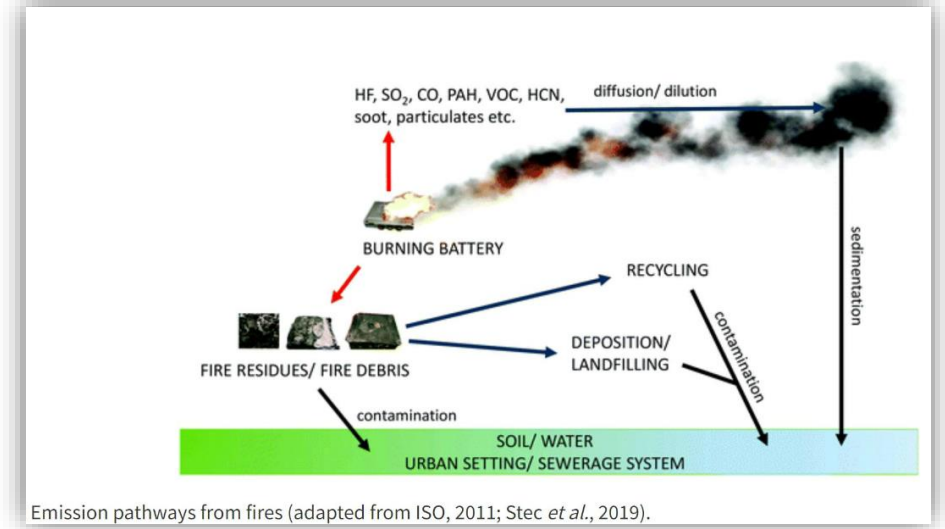 HF, SO₂, CO, PAH, VOC, HCN,
soot, particulates etc.
diffusion/ dilution
BURNING BATTERY
sedimentation
RECYCLING
contamination
DEPOSITION/
LANDFILLING
FIRE RESIDUES/ FIRE DEBRIS
contamination
SOIL/ WATER
URBAN SETTING/ SEWERAGE SYSTEM
Emission pathways from fires (adapted from ISO, 2011; Stec et al., 2019).